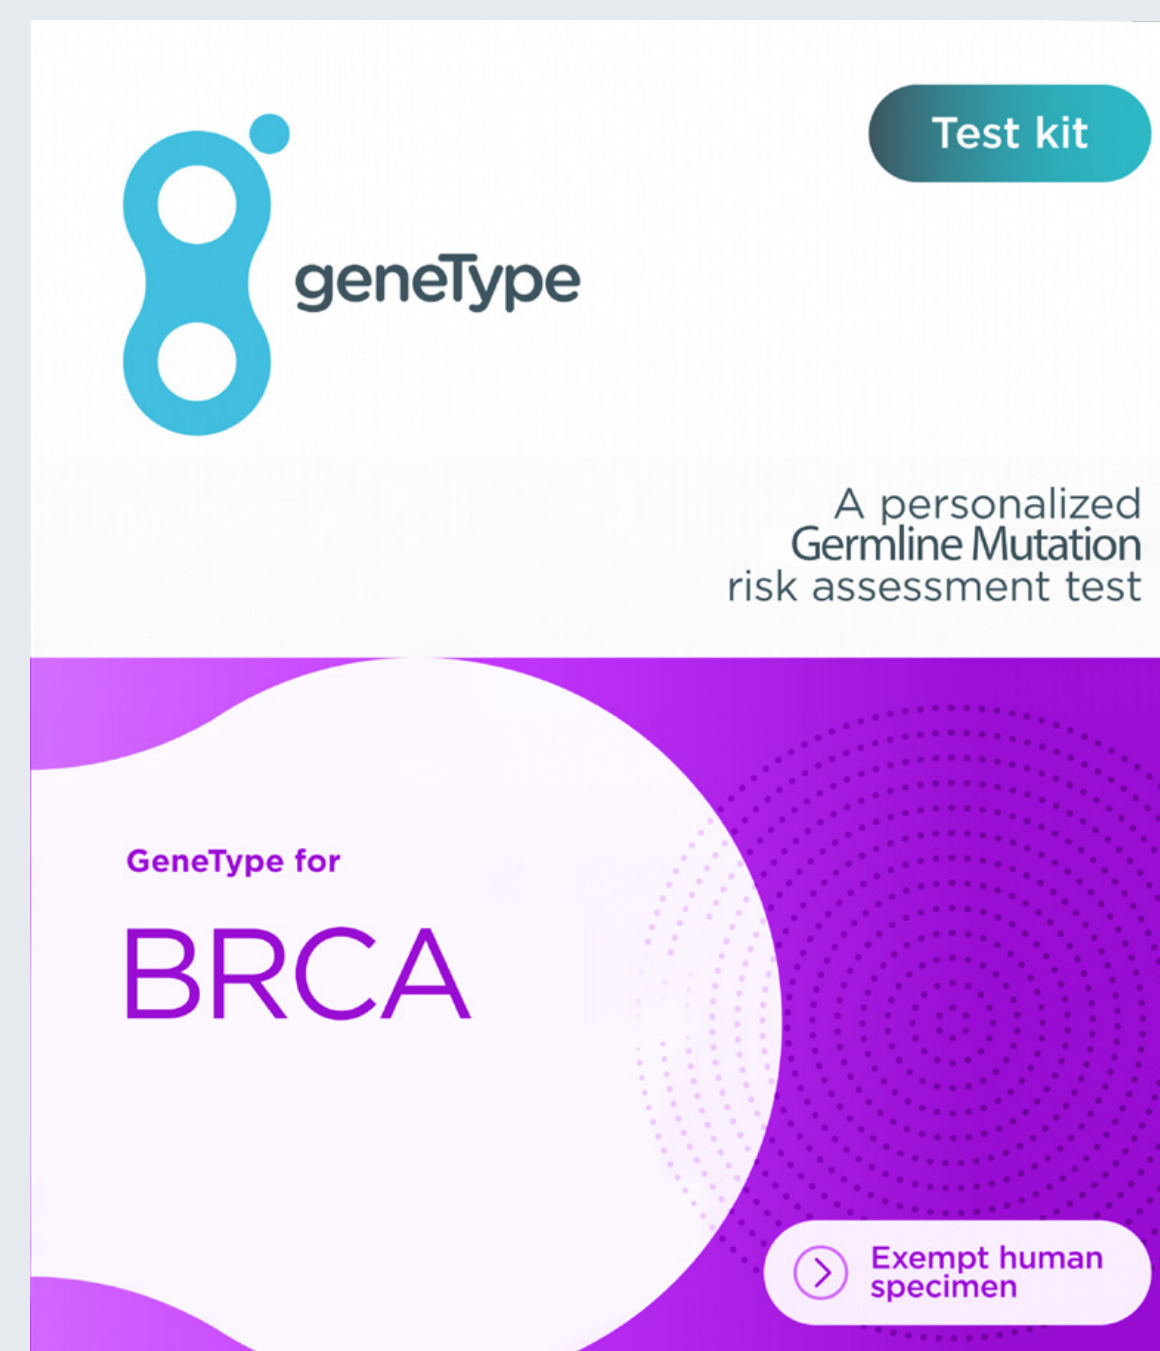 Test kit
geneType
A personalized
Germline Mutation
risk assessment test
GeneType for
BRCA
Exempt human
specimen